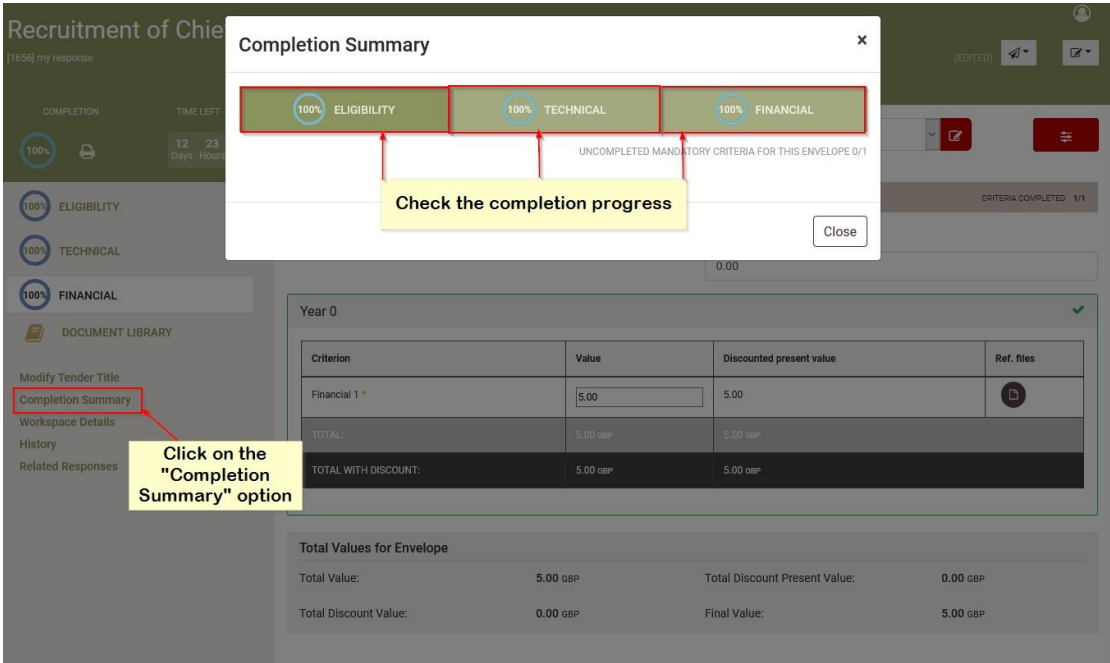 Recruitment of Chie
[1656] my response
(EDITED)
COMPLETION
TIME LEFT
100%
12 23
Days Hours
Completion Summary
×
100% ELIGIBILITY
100% TECHNICAL
100% FINANCIAL
UNCOMPLETED MANDATORY CRITERIA FOR THIS ENVELOPE 0/1
Check the completion progress
Close
CRITERIA COMPLETED 1/1
0.00
100% ELIGIBILITY
100% TECHNICAL
100% FINANCIAL
DOCUMENT LIBRARY
Modify Tender Title
Completion Summary
Workspace Details
History
Related Responses
Click on the
"Completion
Summary" option
Year 0
Criterion Value Discounted present value Ref. files
Financial 1 * 5.00 5.00
TOTAL: 5.00 GBP 5.00 GBP
TOTAL WITH DISCOUNT: 5.00 GBP 5.00 GBP
Total Values for Envelope
Total Value: 5.00 GBP Total Discount Present Value: 0.00 GBP
Total Discount Value: 0.00 GBP Final Value: 5.00 GBP